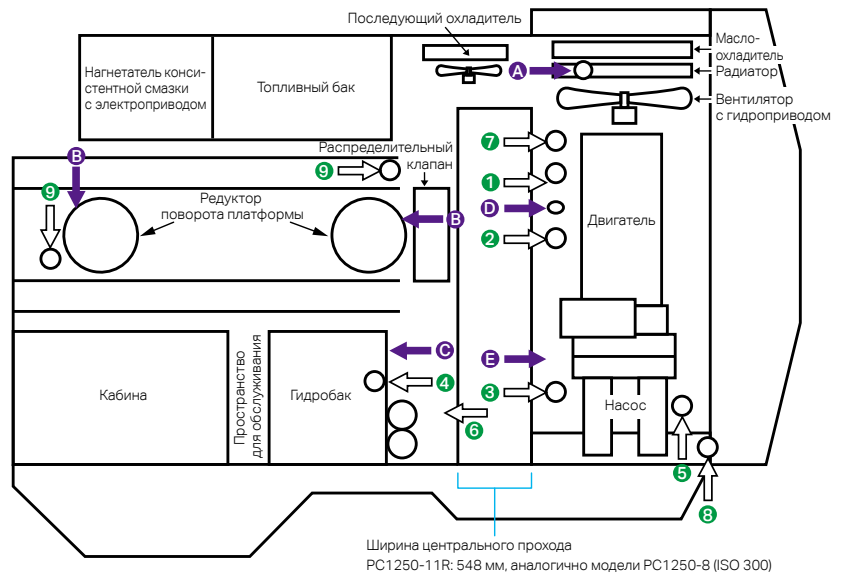 Последующий охладитель
Масло-
охладитель
Радиатор
Вентилятор
с гидроприводом
Нагнетатель конси-
стентной смазки
с электроприводом
Топливный бак
A
7
1
D
2
E
3
Двигатель
Насос
5
8
Распределительный
клапан
B
9
9
B
Редуктор
поворота платформы
C
4
6
Кабина
Пространство
для обслуживания
Гидробак
Ширина центрального прохода
PC1250-11R: 548 мм, аналогично модели PC1250-8 (ISO 300)